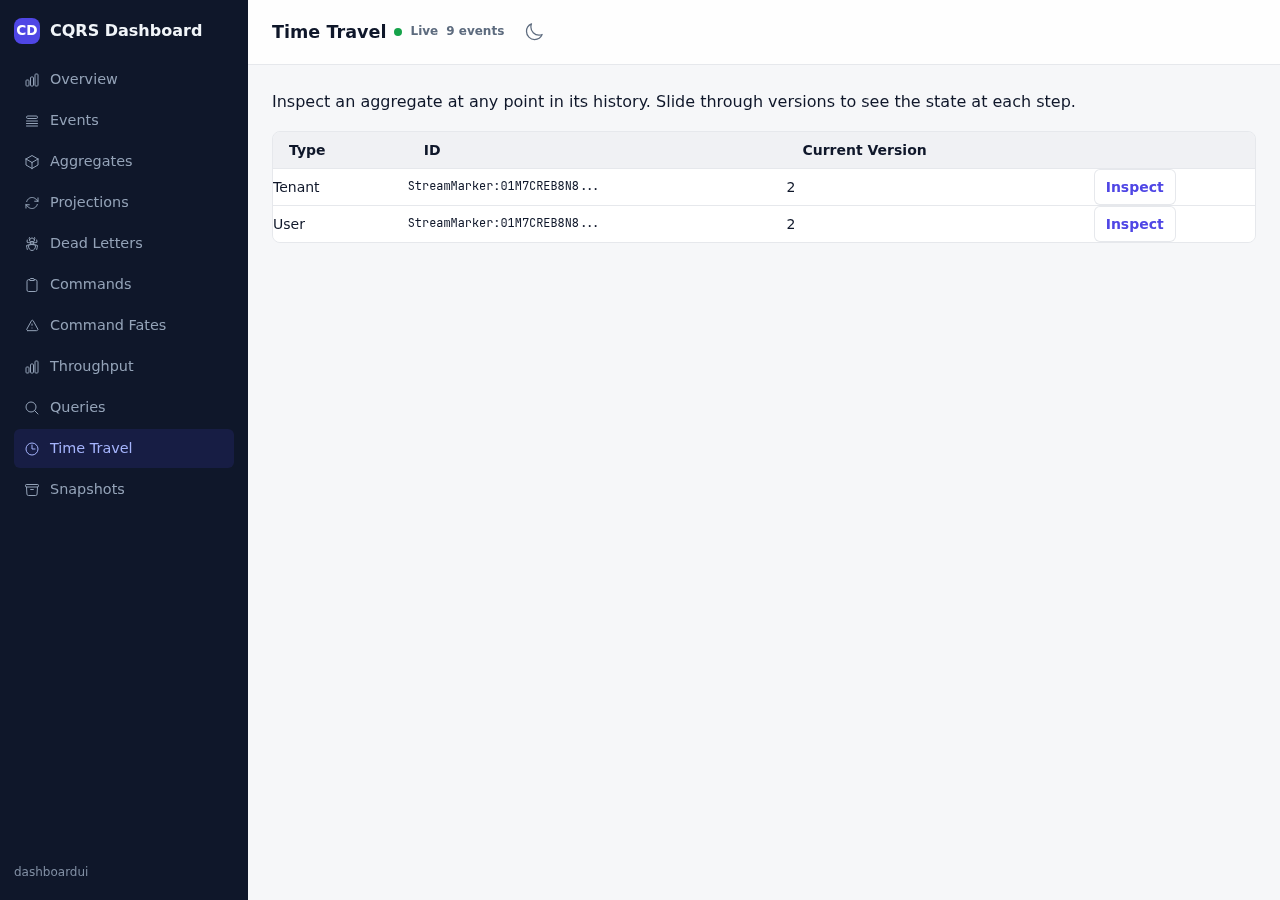 CD CQRS Dashboard
Overview
Events
Aggregates
Projections
Dead Letters
Commands
Command Fates
Throughput
Queries
Time Travel
Snapshots
dashboardui
Time Travel Live 9 events
Inspect an aggregate at any point in its history. Slide through versions to see the state at each step.
Type ID Current Version
Tenant StreamMarker:01M7CREB8N8... 2 Inspect
User StreamMarker:01M7CREB8N8... 2 Inspect